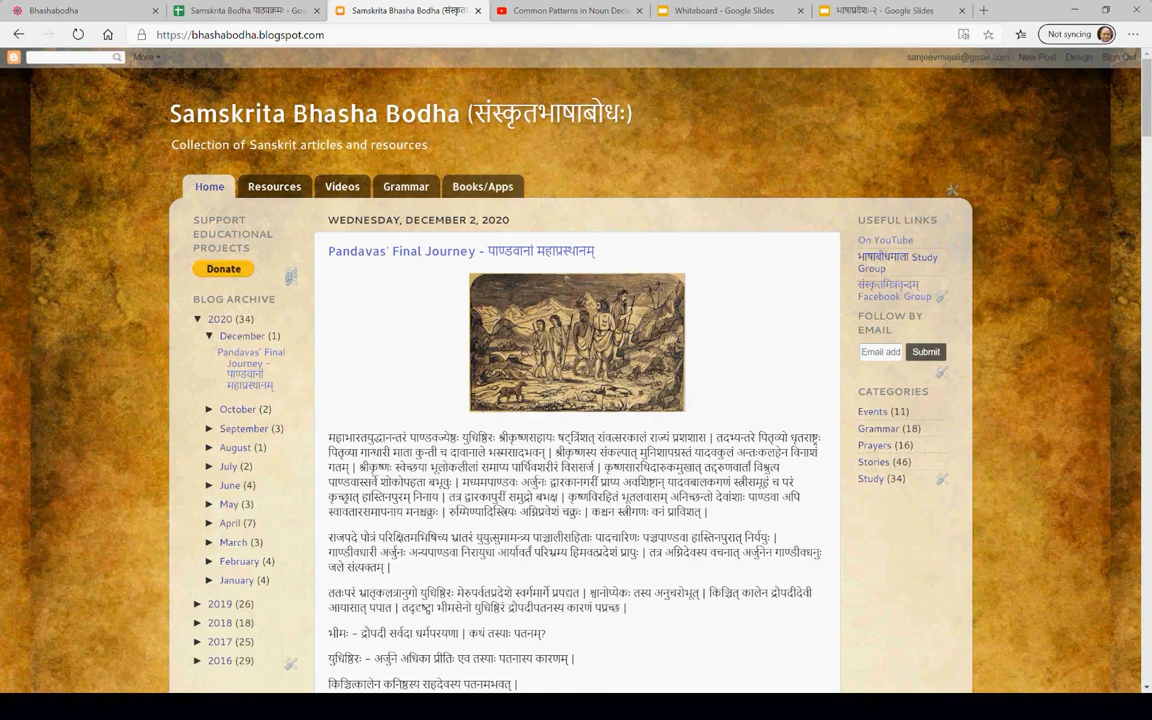 Bhashabodha
Samskrita Bodha पाठ्यक्रमः - Goo
Samskrita Bhasha Bodha (संस्कृत
Common Patterns in Noun Decle
Whiteboard - Google Slides
भाषाप्रवेशः-२ - Google Slides
https://bhashabodha.blogspot.com
Not syncing
More
sanjeevmajali@gmail.com New Post Design Sign Out
Samskrita Bhasha Bodha (संस्कृतभाषाबोधः)
Collection of Sanskrit articles and resources
Home Resources Videos Grammar Books/Apps
SUPPORT
EDUCATIONAL
PROJECTS
Donate
BLOG ARCHIVE
▼ 2020 (34)
▼ December (1)
Pandavas' Final
Journey -
पाण्डवानां
महाप्रस्थानम्
► October (2)
► September (3)
► August (1)
► July (2)
► June (4)
► May (3)
► April (7)
► March (3)
► February (4)
► January (4)
► 2019 (26)
► 2018 (18)
► 2017 (25)
► 2016 (29)
WEDNESDAY, DECEMBER 2, 2020
Pandavas' Final Journey - पाण्डवानां महाप्रस्थानम्
महाभारतयुद्धानन्तरं पाण्डवज्येष्ठः युधिष्ठिरः श्रीकृष्णसहायः षट्त्रिंशत् संवत्सरकालं राज्यं प्रशशास | तदभ्यन्तरे पितृव्यो धृतराष्ट्रः
पितृव्या गान्धारी माता कुन्ती च दावानाले भस्मसादभवन् | श्रीकृष्णस्य संकल्पात् मुनिशापग्रस्तं यादवकुलं अन्तःकलहेन विनाशं
गतम् | श्रीकृष्णः स्वेच्छया भूलोकलीलां समाप्य पार्थिवशरीरं विससर्ज | कृष्णसारथिदारुकमुखात् तद्दरुणवार्तां विश्रुत्य
पाण्डवास्सर्वे शोकोपहता बभूवुः | मध्यमपाण्डवः अर्जुनः द्वारकानगरीं प्राप्य अवशिष्टान् यादवबालकगणं स्त्रीसमूहं च परं
कृच्छ्रात् हास्तिनपुरम् निनाय | तत्र द्वारकापुरीं समुद्रो बभक्ष | कृष्णविरहितं भूतलवासम् अनिच्छन्तो देवांशाः पाण्डवा अपि
स्वावतारसमापनाय मनश्चक्रुः | रुग्मिण्यादिस्त्रियः अग्निप्रवेशं चक्रुः | कश्चन स्त्रीगणः वनं प्राविशत् |
राजपदे पौत्रं परिक्षितमभिषिच्य भ्रातरं युयुत्सुमामन्त्र्य पाञ्चालीसहिताः पादचारिणः पञ्चपाण्डवा हास्तिनपुरात् निर्ययुः |
गाण्डीवधारी अर्जुनः अन्यपाण्डवा निरायुधा आर्यावर्तं परिभ्रम्य हिमवत्प्रदेशं प्रापुः | तत्र अग्निदेवस्य वचनात् अर्जुनेन गाण्डीवधनुः
जले संत्यक्तम् |
ततःपरं भ्रातृकलत्रानुगो युधिष्ठिरः मेरुपर्वतप्रदेशे स्वर्गमार्गं प्रपद्यत | श्वानोप्येकः तस्य अनुचरोभूत् | किञ्चित् कालेन द्रौपदीदेवी
आयासात् पपात | तद्दृष्ट्वा भीमसेनो युधिष्ठिरं द्रौपदीपतनस्य कारणं पप्रच्छ |
भीमः - द्रौपदी सर्वदा धर्मपरयणा | कथं तस्याः पतनम्?
युधिष्ठिरः - अर्जुने अधिका प्रीतिः एव तस्याः पतनास्य कारणम् |
किञ्चित्कालेन कनिष्ठस्य सहदेवस्य पतनमभवत् |
USEFUL LINKS
On YouTube
भाषाबोधमाला Study
Group
संस्कृतमित्रवृन्दम्
Facebook Group
FOLLOW BY
EMAIL
Email add Submit
CATEGORIES
Events (11)
Grammar (18)
Prayers (16)
Stories (46)
Study (34)